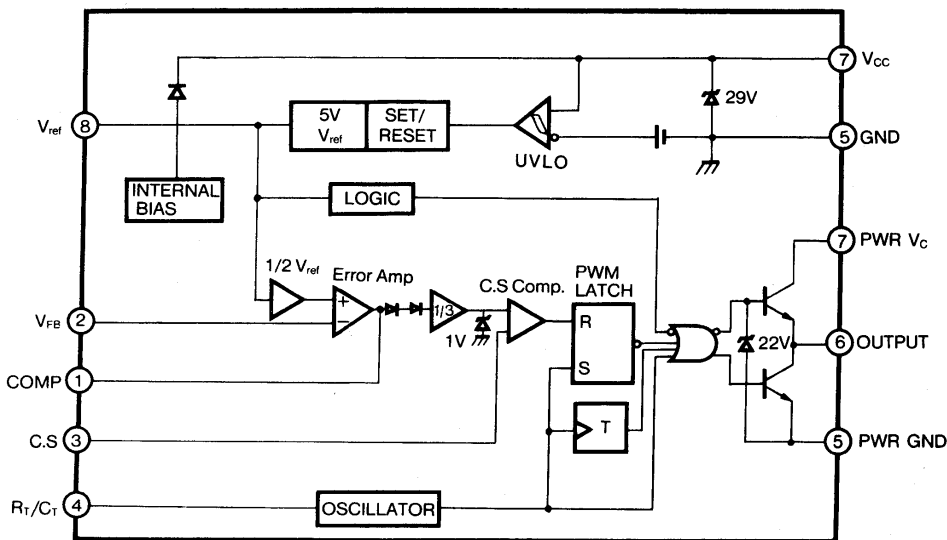 7 Vcc
29V
5V Vref
SET/ RESET
Vref 8
UVLO
5 GND
INTERNAL BIAS
LOGIC
PWR Vc 7
1/2 Vref
Error Amp
C.S Comp.
PWM LATCH
+
−
1/3
1V
R
S
VFB 2
22V
6 OUTPUT
COMP 1
T
C.S 3
5 PWR GND
RT/CT 4
OSCILLATOR